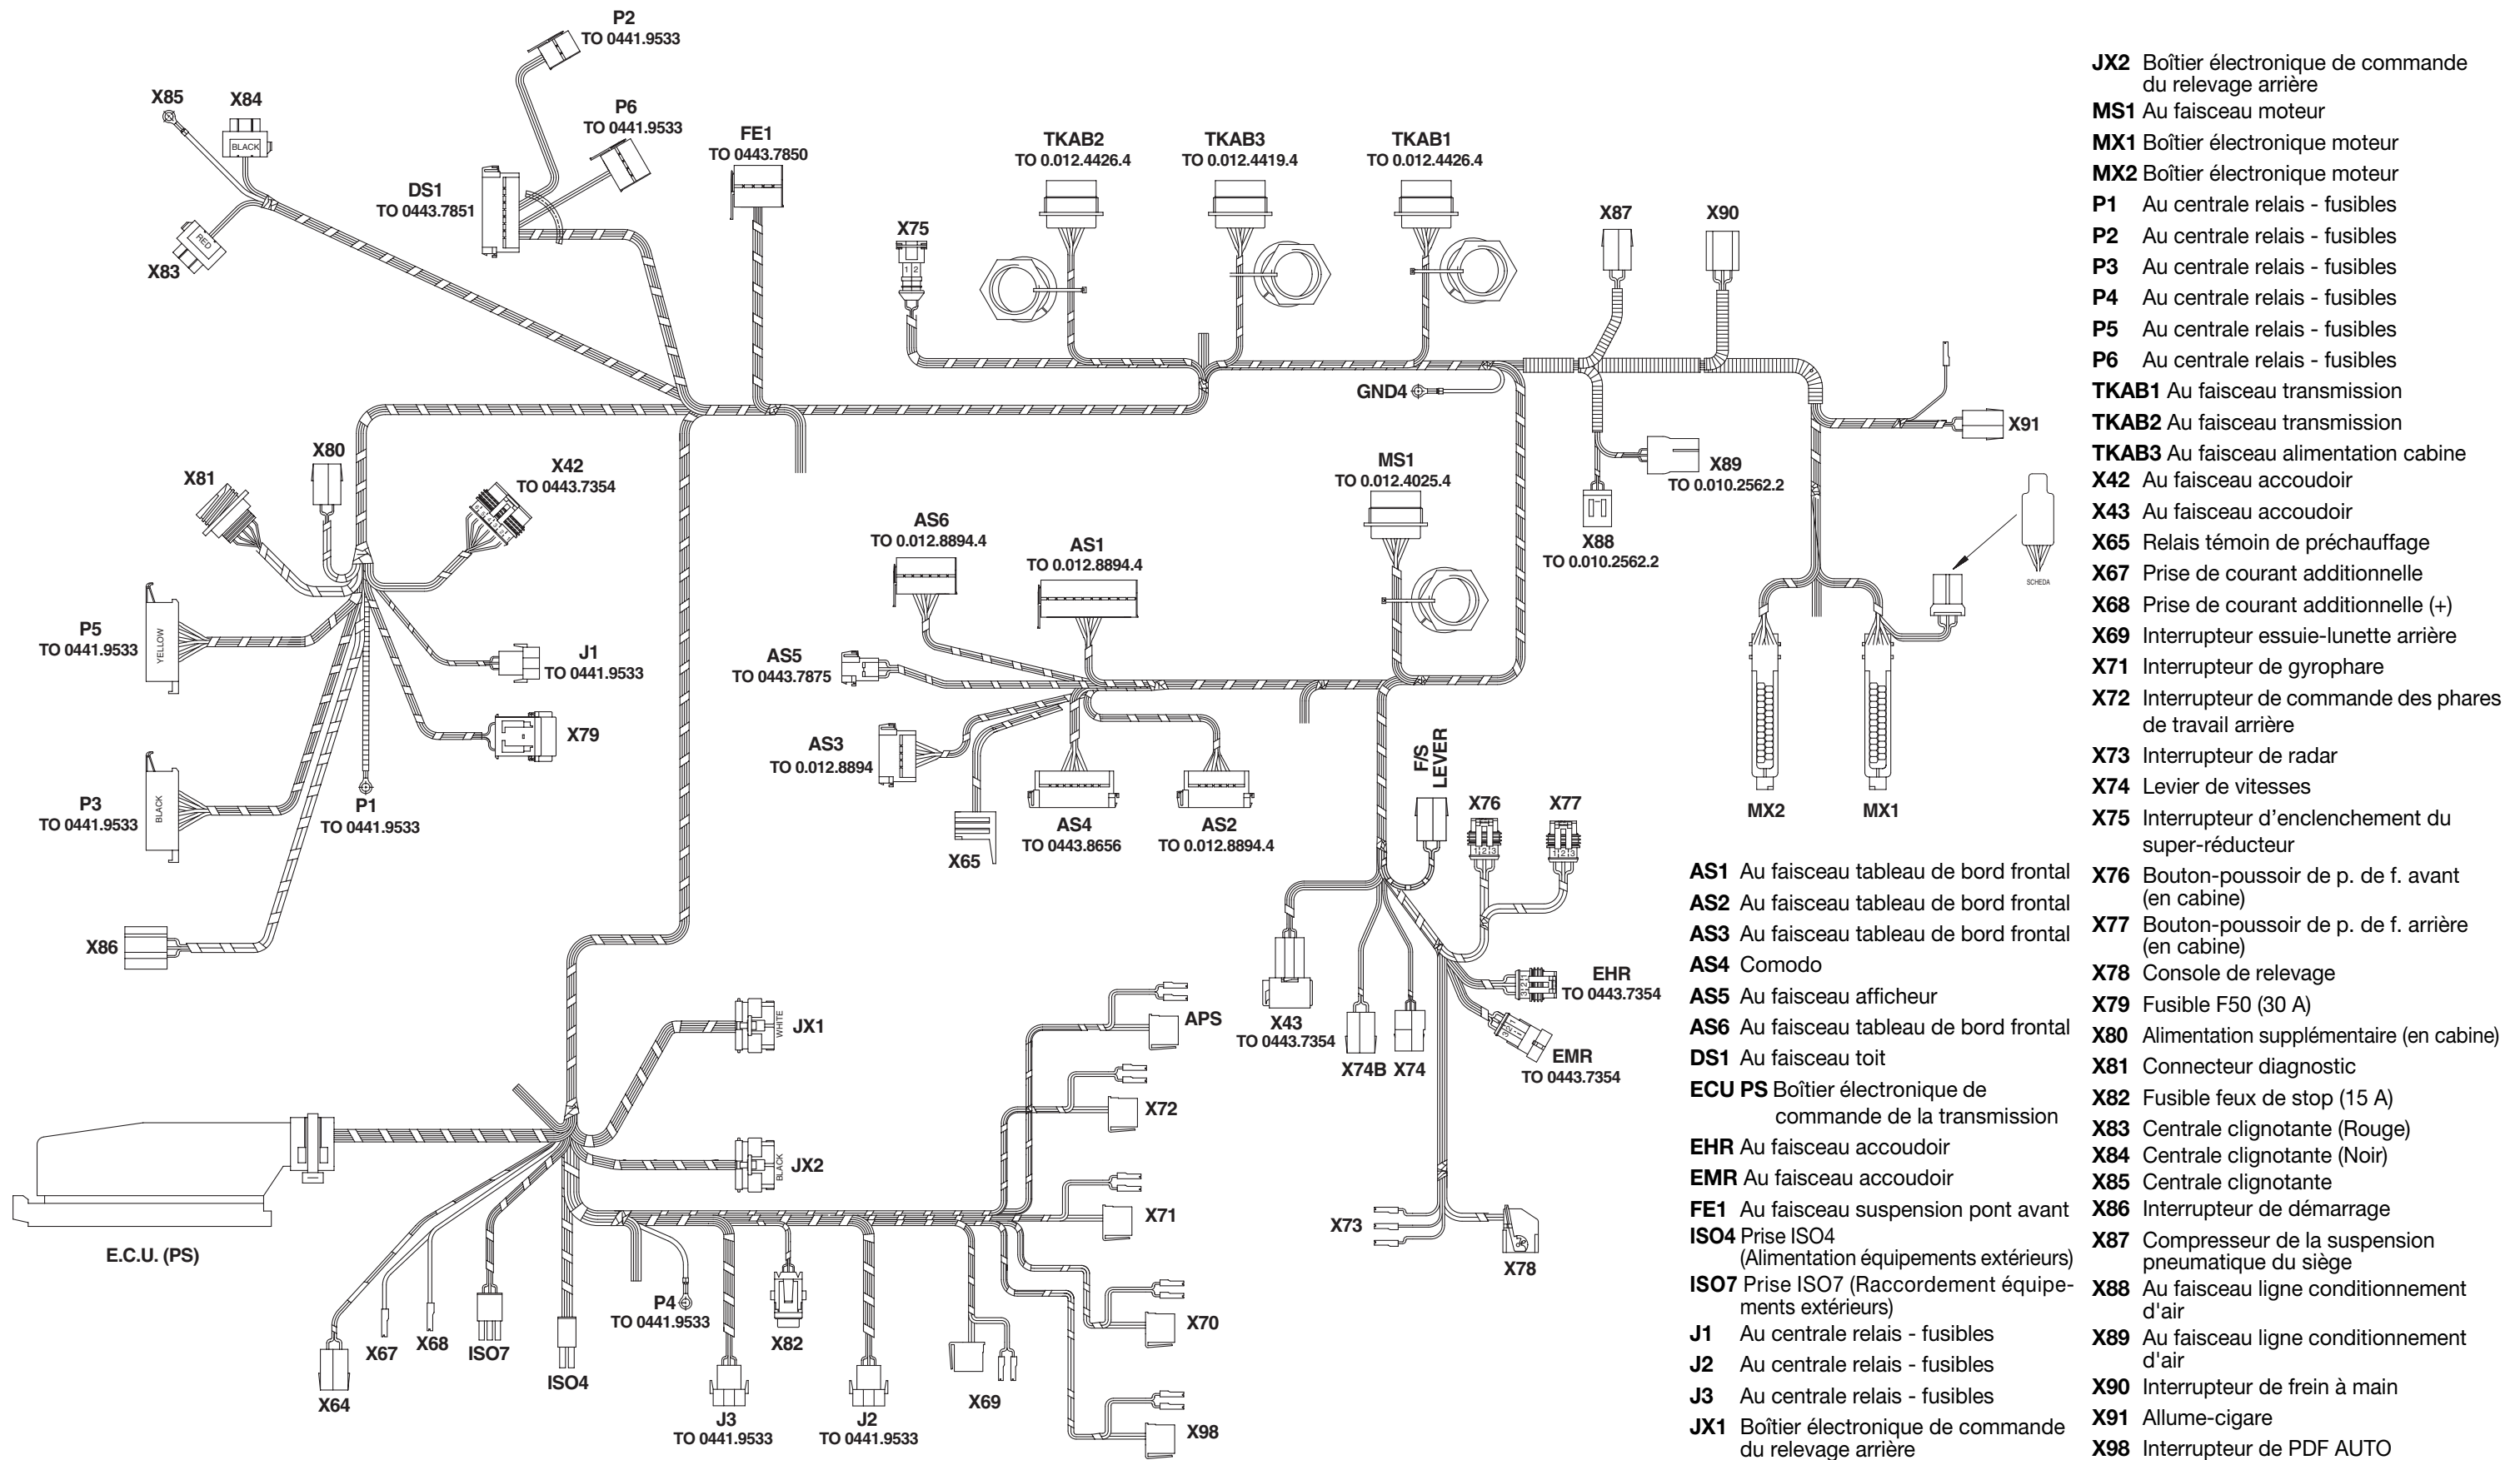 P2
TO 0441.9533
X85
X84
BLACK
P6
TO 0441.9533
FE1
TO 0443.7850
DS1
TO 0443.7851
RED
X83
TKAB2
TO 0.012.4426.4
TKAB3
TO 0.012.4419.4
TKAB1
TO 0.012.4426.4
X75
1 2
X87
X90
GND4
X91
X80
X81
X42
TO 0443.7354
MS1
TO 0.012.4025.4
X89
TO 0.010.2562.2
X88
TO 0.010.2562.2
SCHEDA
AS6
TO 0.012.8894.4
AS1
TO 0.012.8894.4
P5
TO 0441.9533
YELLOW
J1
TO 0441.9533
AS5
TO 0443.7875
X79
AS3
TO 0.012.8894
P3
TO 0441.9533
BLACK
P1
TO 0441.9533
X65
AS4
TO 0443.8656
AS2
TO 0.012.8894.4
F/S
LEVER
X76
1 2 3
X77
1 2 3
MX2
MX1
X86
JX1
WHITE
APS
X43
TO 0443.7354
X74B
X74
EHR
TO 0443.7354
3 2 1
EMR
TO 0443.7354
X72
JX2
BLACK
X71
X73
X78
E.C.U. (PS)
X64
X67
X68
ISO7
ISO4
P4
TO 0441.9533
X82
J3
TO 0441.9533
J2
TO 0441.9533
X69
X70
X98
AS1 Au faisceau tableau de bord frontal
AS2 Au faisceau tableau de bord frontal
AS3 Au faisceau tableau de bord frontal
AS4 Comodo
AS5 Au faisceau afficheur
AS6 Au faisceau tableau de bord frontal
DS1 Au faisceau toit
ECU PS Boîtier électronique de
commande de la transmission
EHR Au faisceau accoudoir
EMR Au faisceau accoudoir
FE1 Au faisceau suspension pont avant
ISO4 Prise ISO4
(Alimentation équipements extérieurs)
ISO7 Prise ISO7 (Raccordement équipe-
ments extérieurs)
J1 Au centrale relais - fusibles
J2 Au centrale relais - fusibles
J3 Au centrale relais - fusibles
JX1 Boîtier électronique de commande
du relevage arrière
JX2 Boîtier électronique de commande
du relevage arrière
MS1 Au faisceau moteur
MX1 Boîtier électronique moteur
MX2 Boîtier électronique moteur
P1 Au centrale relais - fusibles
P2 Au centrale relais - fusibles
P3 Au centrale relais - fusibles
P4 Au centrale relais - fusibles
P5 Au centrale relais - fusibles
P6 Au centrale relais - fusibles
TKAB1 Au faisceau transmission
TKAB2 Au faisceau transmission
TKAB3 Au faisceau alimentation cabine
X42 Au faisceau accoudoir
X43 Au faisceau accoudoir
X65 Relais témoin de préchauffage
X67 Prise de courant additionnelle
X68 Prise de courant additionnelle (+)
X69 Interrupteur essuie-lunette arrière
X71 Interrupteur de gyrophare
X72 Interrupteur de commande des phares
de travail arrière
X73 Interrupteur de radar
X74 Levier de vitesses
X75 Interrupteur d’enclenchement du
super-réducteur
X76 Bouton-poussoir de p. de f. avant
(en cabine)
X77 Bouton-poussoir de p. de f. arrière
(en cabine)
X78 Console de relevage
X79 Fusible F50 (30 A)
X80 Alimentation supplémentaire (en cabine)
X81 Connecteur diagnostic
X82 Fusible feux de stop (15 A)
X83 Centrale clignotante (Rouge)
X84 Centrale clignotante (Noir)
X85 Centrale clignotante
X86 Interrupteur de démarrage
X87 Compresseur de la suspension
pneumatique du siège
X88 Au faisceau ligne conditionnement
d'air
X89 Au faisceau ligne conditionnement
d'air
X90 Interrupteur de frein à main
X91 Allume-cigare
X98 Interrupteur de PDF AUTO